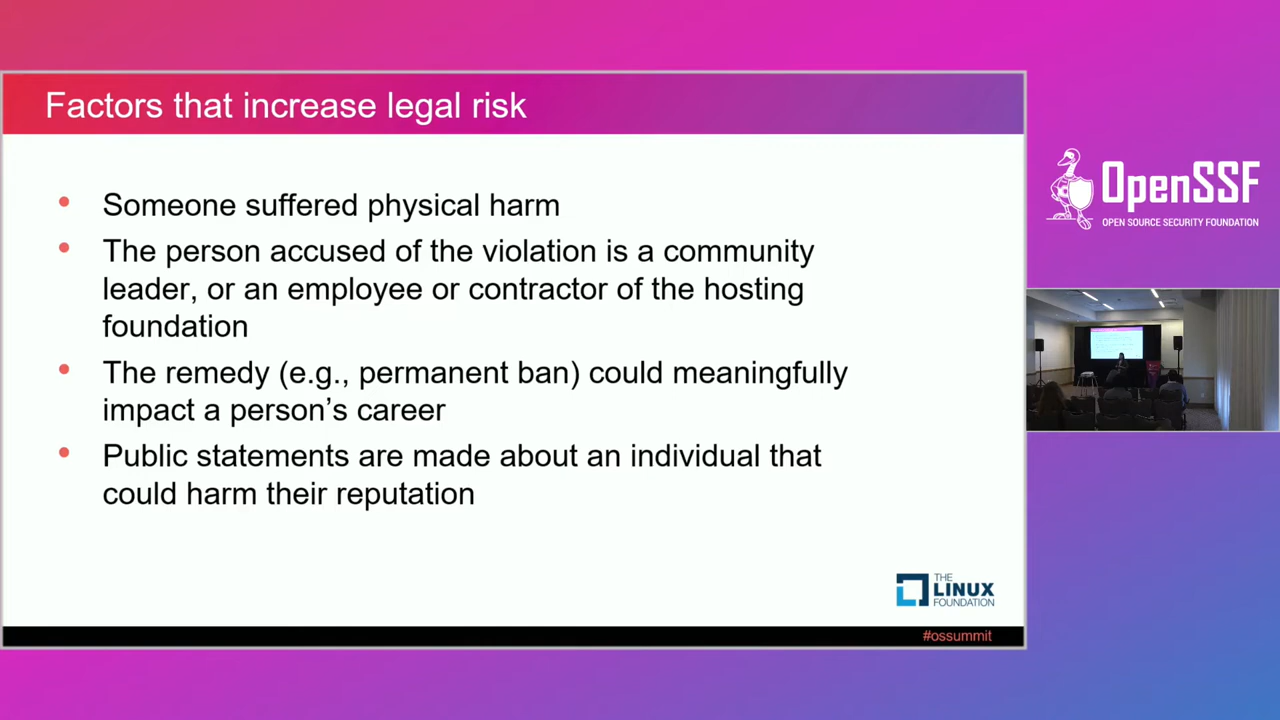 Factors that increase legal risk
• Someone suffered physical harm
• The person accused of the violation is a community
leader, or an employee or contractor of the hosting
foundation
• The remedy (e.g., permanent ban) could meaningfully
impact a person’s career
• Public statements are made about an individual that
could harm their reputation
THE
LINUX
FOUNDATION
#ossummit
OpenSSF
OPEN SOURCE SECURITY FOUNDATION